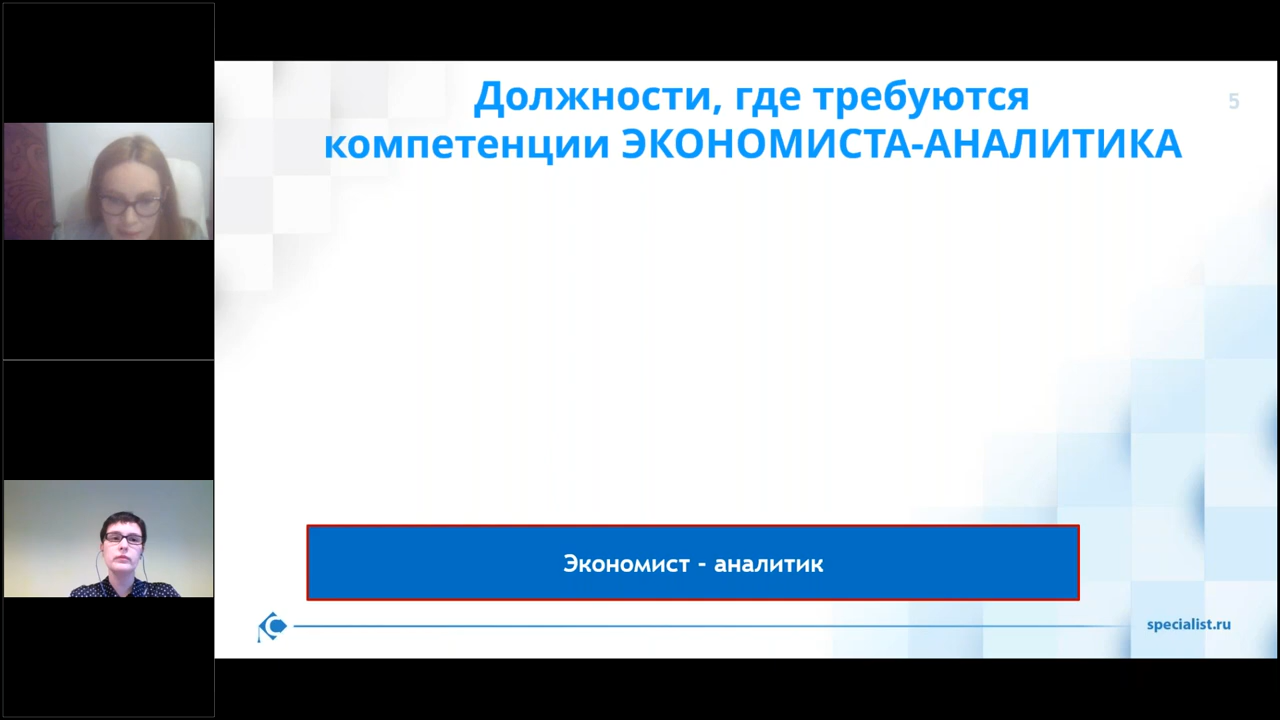 Должности, где требуются
компетенции ЭКОНОМИСТА-АНАЛИТИКА
5
Экономист - аналитик
specialist.ru